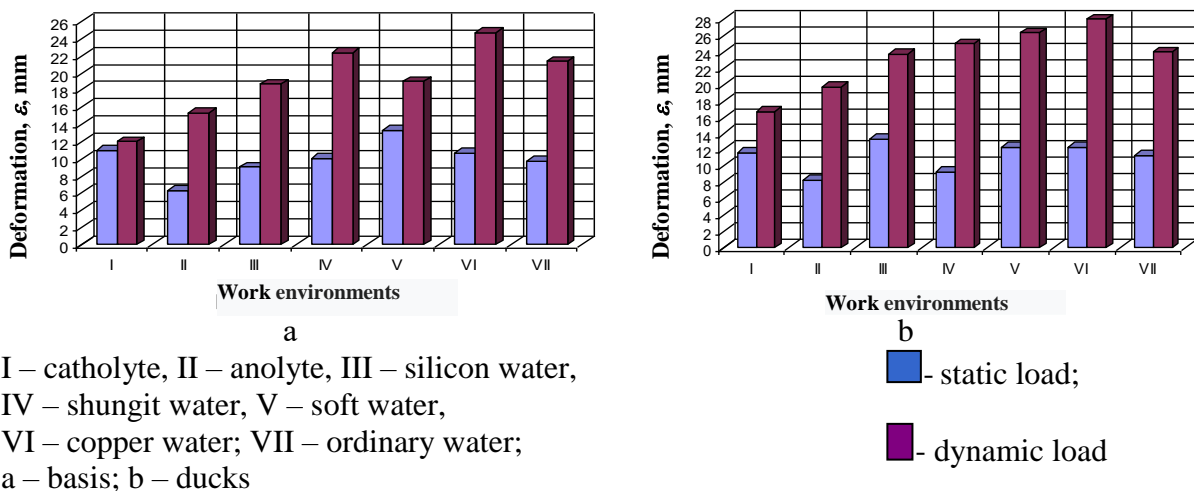 Deformation, ε, mm
26
24
22
20
18
16
14
12
10
8
6
4
2
0
I II III IV V VI VII
Work environments
a
Deformation, ε, mm
28
26
24
22
20
18
16
14
12
10
8
6
4
2
0
I II III IV V VI VII
Work environments
b
I – catholyte, II – anolyte, III – silicon water,
IV – shungit water, V – soft water,
VI – copper water; VII – ordinary water;
a – basis; b – ducks
- static load;
- dynamic load